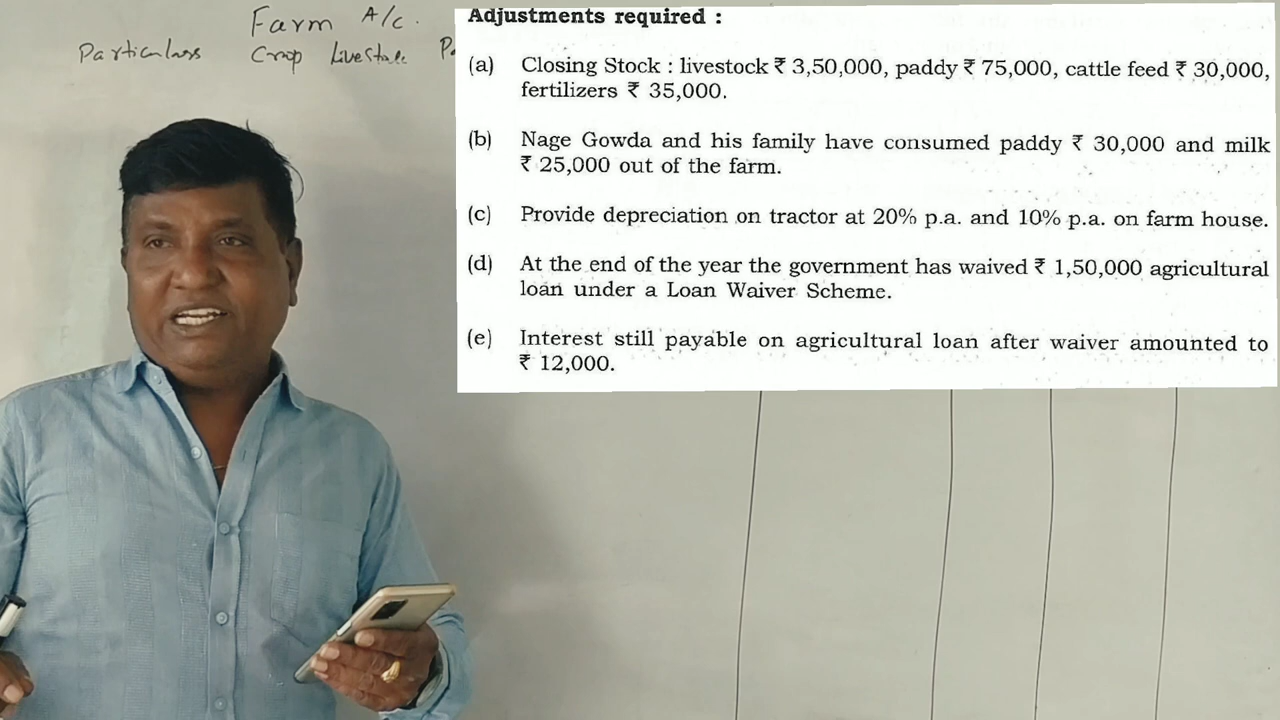 Farm A/c.
Particulars Crop Livestock
Adjustments required :
(a) Closing Stock : livestock ₹ 3,50,000, paddy ₹ 75,000, cattle feed ₹ 30,000,
fertilizers ₹ 35,000.
(b) Nage Gowda and his family have consumed paddy ₹ 30,000 and milk
₹ 25,000 out of the farm.
(c) Provide depreciation on tractor at 20% p.a. and 10% p.a. on farm house.
(d) At the end of the year the government has waived ₹ 1,50,000 agricultural
loan under a Loan Waiver Scheme.
(e) Interest still payable on agricultural loan after waiver amounted to
₹ 12,000.